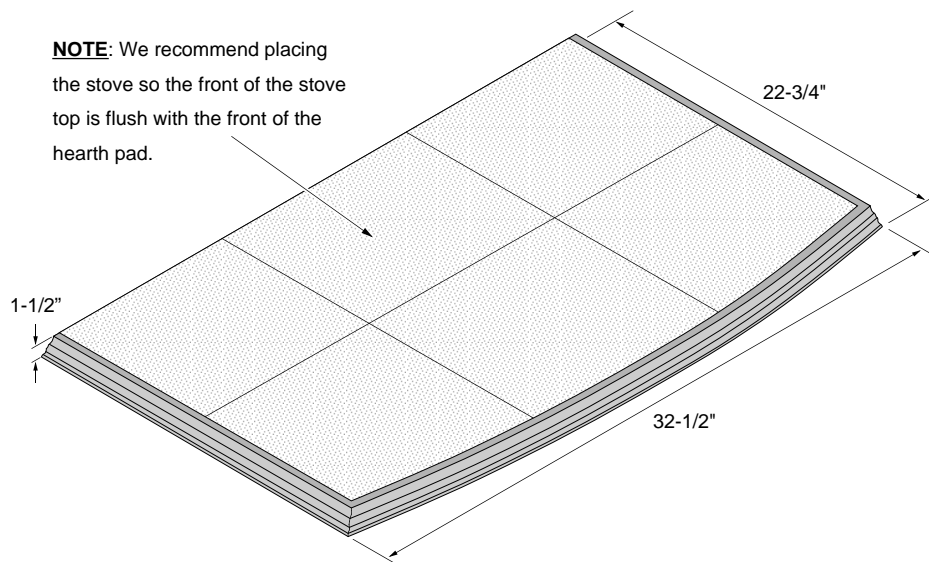 NOTE: We recommend placing
the stove so the front of the stove
top is flush with the front of the
hearth pad.
22-3/4"
1-1/2”
32-1/2"